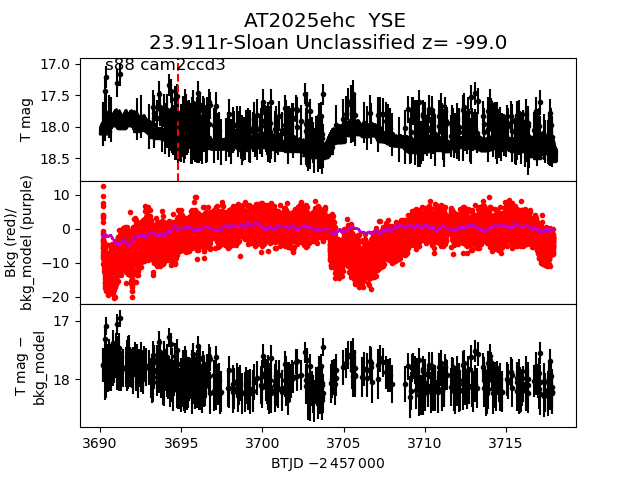 AT2025ehc  YSE
23.911r-Sloan Unclassified z= -99.0
s88 cam2ccd3
T mag
17.0
17.5
18.0
18.5
Bkg (red)/
bkg_model (purple)
10
0
−10
−20
T mag −
bkg_model
17
18
3690 3695 3700 3705 3710 3715
BTJD −2 457 000